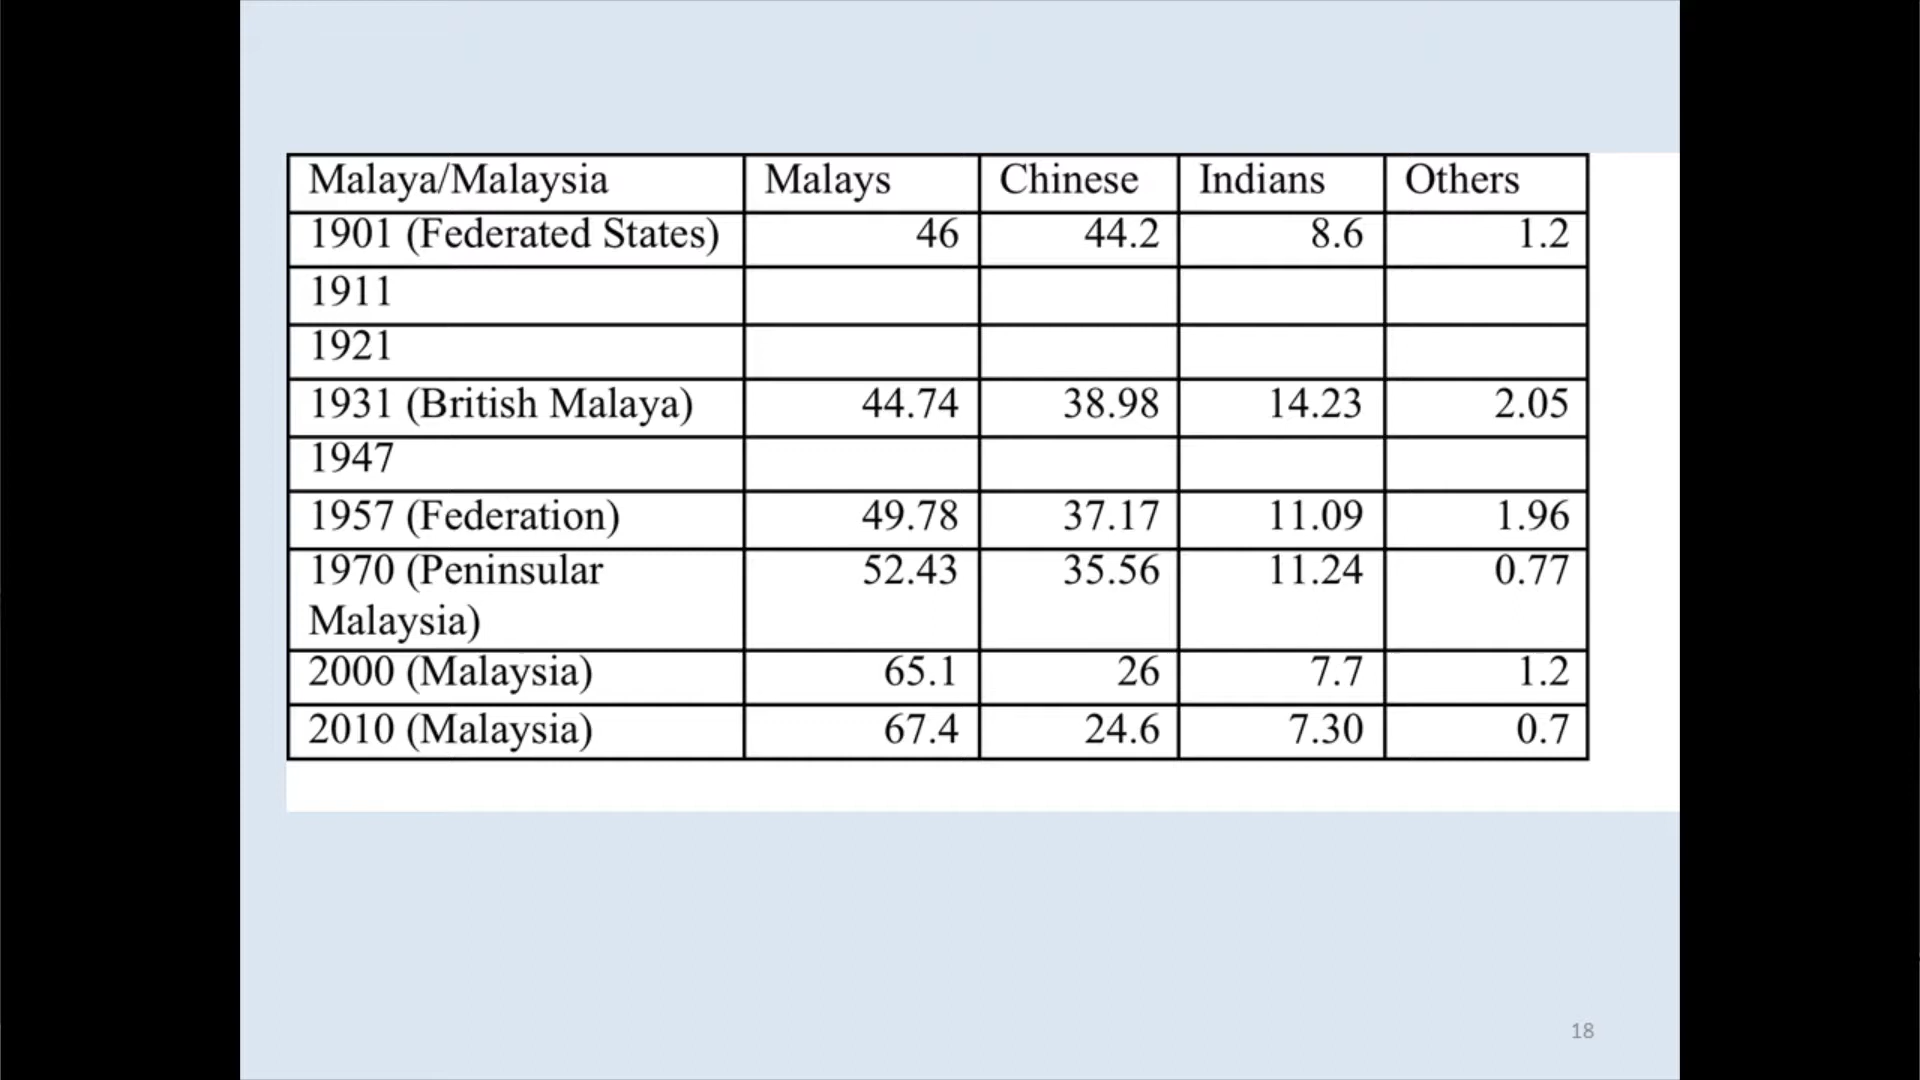 Malaya/Malaysia Malays Chinese Indians Others
1901 (Federated States) 46 44.2 8.6 1.2
1911
1921
1931 (British Malaya) 44.74 38.98 14.23 2.05
1947
1957 (Federation) 49.78 37.17 11.09 1.96
1970 (Peninsular 52.43 35.56 11.24 0.77
Malaysia)
2000 (Malaysia) 65.1 26 7.7 1.2
2010 (Malaysia) 67.4 24.6 7.30 0.7
18